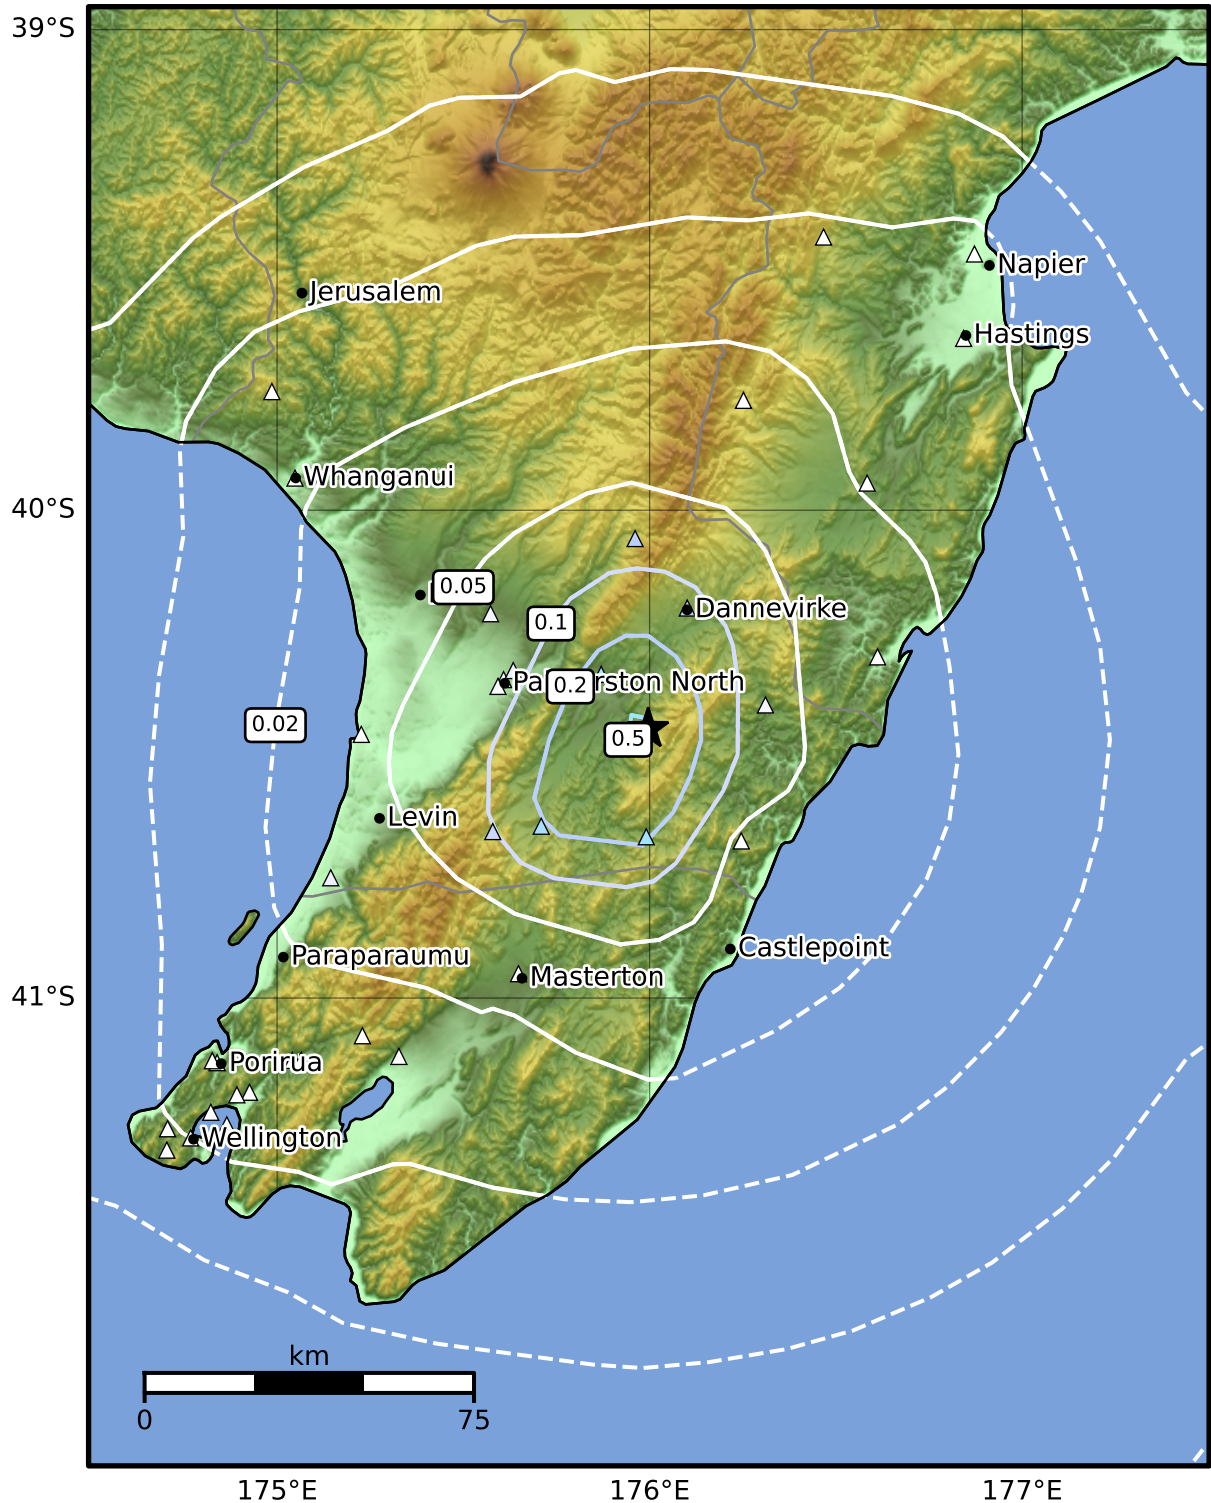 39°S
Napier
Jerusalem
Hastings
Whanganui
40°S
0.05
Dannevirke
0.1
Palmerston North
0.2
0.02
0.5
Levin
Castlepoint
Paraparaumu
Masterton
41°S
Porirua
Wellington
km
0 75
175°E 176°E 177°E